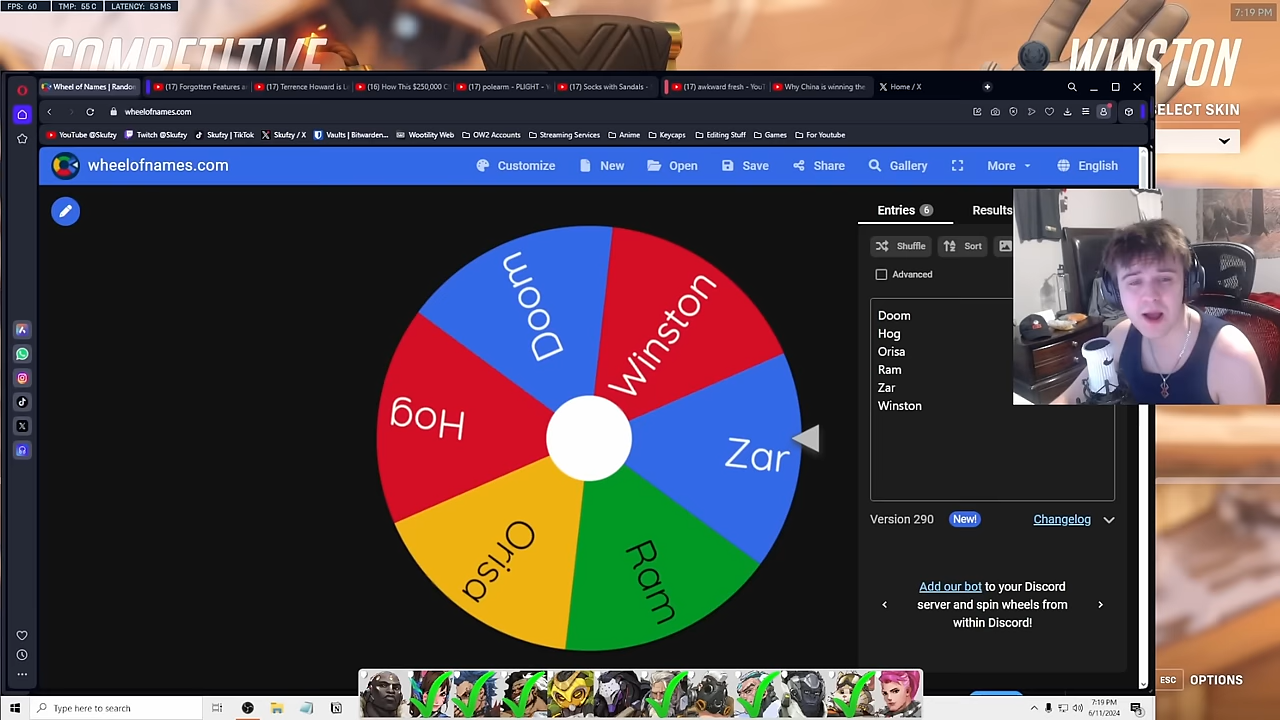 FPS: 60 TMP: 55 C LATENCY: 53 MS
7:19 PM
COMPETITIVE
WINSTON
Wheel of Names | Rando
(17) Forgotten Features a
(17) Terrence Howard is L
(16) How This $250,000 C
(17) polearm - PLIGHT - Y
(17) Socks with Sandals -
(17) awkward fresh - YouT
Why China is winning the
Home / X
wheelofnames.com
SELECT SKIN
YouTube @Skufzy
Twitch @Skufzy
Skufzy | TikTok
Skufzy / X
Vaults | Bitwarden...
Wootility Web
OW2 Accounts
Streaming Services
Anime
Keycaps
Editing Stuff
Games
For Youtube
wheelofnames.com
Customize
New
Open
Save
Share
Gallery
More
English
Entries 6
Results
Shuffle
Sort
Advanced
Doom
Hog
Orisa
Ram
Zar
Winston
Doom
Winston
Zar
Ram
Orisa
Hog
Version 290 New! Changelog
Add our bot to your Discord
server and spin wheels from
within Discord!
ESC OPTIONS
Type here to search
7:19 PM
6/11/2024